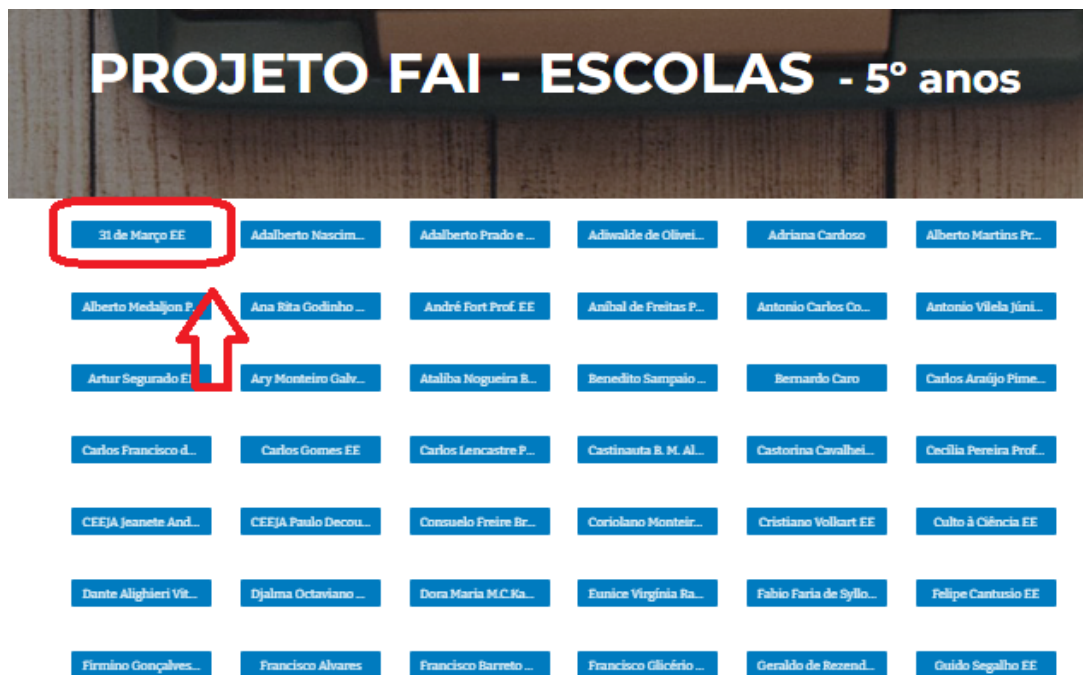 PROJETO FAI - ESCOLAS - 5º anos
31 de Março EE Adalberto Nascim... Adalberto Prado e ... Adiwalde de Olivei... Adriana Cardoso Alberto Martins Pr...
Alberto Medaljon P... Ana Rita Godinho ... André Fort Prof. EE Aníbal de Freitas P... Antonio Carlos Co... Antonio Vilela Júni...
Artur Segurado E Ary Monteiro Galv... Ataliba Nogueira B... Benedito Sampaio ... Bernardo Caro Carlos Araújo Pime...
Carlos Francisco d... Carlos Gomes EE Carlos Lencastre P... Castinauta B. M. Al... Castorina Cavalhei... Cecília Pereira Prof...
CEEJA Jeanete And... CEEJA Paulo Decou... Consuelo Freire Br... Coriolano Monteir... Cristiano Volkart EE Culto à Ciência EE
Dante Alighieri Vit... Djalma Octaviano ... Dora Maria M.C.Ka... Eunice Virgínia Ra... Fabio Faria de Syllo... Felipe Cantusio EE
Firmino Gonçalves... Francisco Alvares Francisco Barreto ... Francisco Glicério ... Geraldo de Rezend... Guido Segalho EE